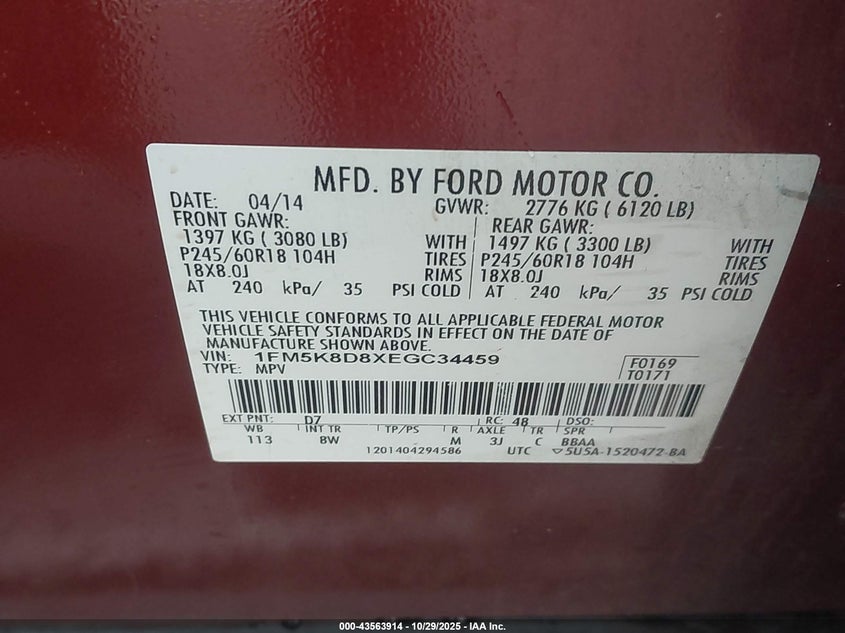 MFD. BY FORD MOTOR CO.
DATE: 04/14 GVWR: 2776 KG ( 6120 LB)
FRONT GAWR: REAR GAWR:
1397 KG ( 3080 LB) WITH 1497 KG ( 3300 LB) WITH
P245/60R18 104H TIRES P245/60R18 104H TIRES
18X8.0J RIMS 18X8.0J RIMS
AT 240 kPa/ 35 PSI COLD AT 240 kPa/ 35 PSI COLD
THIS VEHICLE CONFORMS TO ALL APPLICABLE FEDERAL MOTOR
VEHICLE SAFETY STANDARDS IN EFFECT ON THE DATE OF
MANUFACTURE SHOWN ABOVE.
VIN: 1FM5K8D8XEGC34459
TYPE: MPV
F0169
T0171
EXT PNT: D7 RC: 48 DSO:
WB INT TR TP/PS R AXLE TR SPR
113 BW M 3J C BBAA
1201404294586 UTC ▽5U5A-1520472-BA
000-43563914 - 10/29/2025 - IAA Inc.